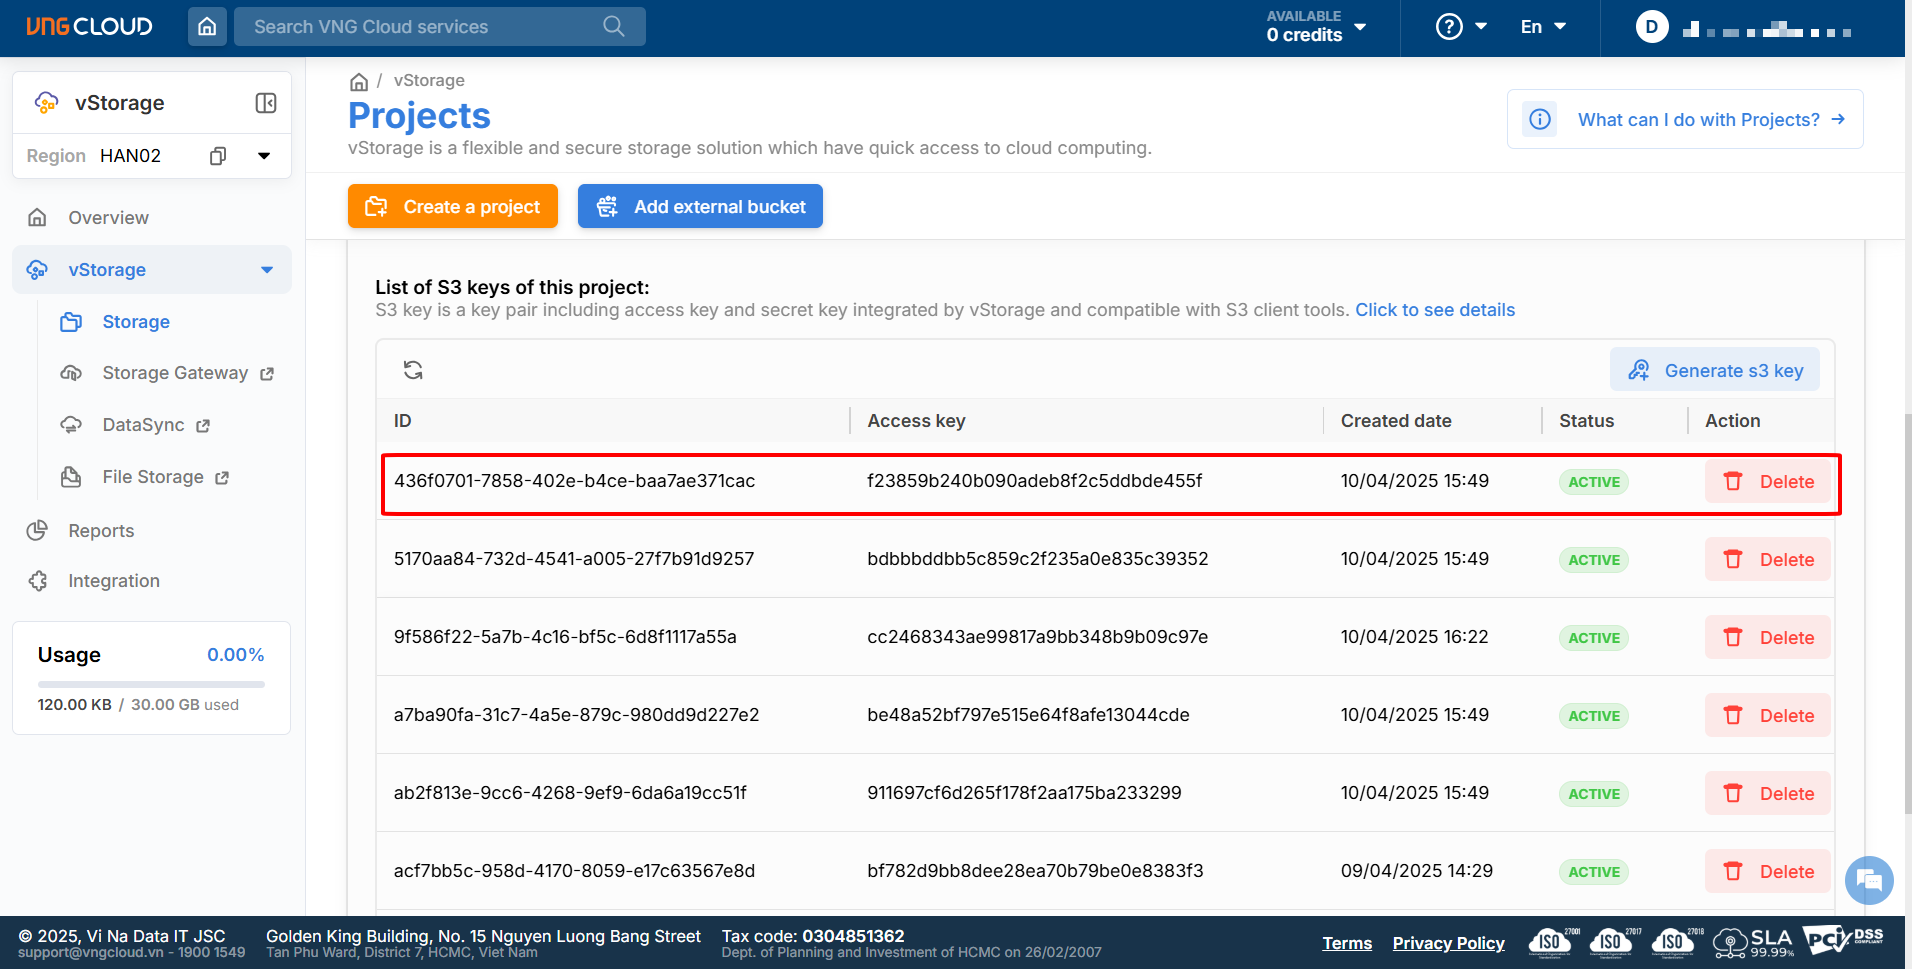 VNG CLOUD
Search VNG Cloud services
AVAILABLE
0 credits
?
En
D
vStorage
Region HAN02
Overview
vStorage
Storage
Storage Gateway
DataSync
File Storage
Reports
Integration
Usage 0.00%
120.00 KB / 30.00 GB used
/ vStorage
Projects
vStorage is a flexible and secure storage solution which have quick access to cloud computing.
What can I do with Projects? →
Create a project
Add external bucket
List of S3 keys of this project:
S3 key is a key pair including access key and secret key integrated by vStorage and compatible with S3 client tools. Click to see details
Generate s3 key
ID Access key Created date Status Action
436f0701-7858-402e-b4ce-baa7ae371cac f23859b240b090adeb8f2c5ddbde455f 10/04/2025 15:49 ACTIVE Delete
5170aa84-732d-4541-a005-27f7b91d9257 bdbbbddbb5c859c2f235a0e835c39352 10/04/2025 15:49 ACTIVE Delete
9f586f22-5a7b-4c16-bf5c-6d8f1117a55a cc2468343ae99817a9bb348b9b09c97e 10/04/2025 16:22 ACTIVE Delete
a7ba90fa-31c7-4a5e-879c-980dd9d227e2 be48a52bf797e515e64f8afe13044cde 10/04/2025 15:49 ACTIVE Delete
ab2f813e-9cc6-4268-9ef9-6da6a19cc51f 911697cf6d265f178f2aa175ba233299 10/04/2025 15:49 ACTIVE Delete
acf7bb5c-958d-4170-8059-e17c63567e8d bf782d9bb8dee28ea70b79be0e8383f3 09/04/2025 14:29 ACTIVE Delete
© 2025, Vi Na Data IT JSC
support@vngcloud.vn - 1900 1549
Golden King Building, No. 15 Nguyen Luong Bang Street
Tan Phu Ward, District 7, HCMC, Viet Nam
Tax code: 0304851362
Dept. of Planning and Investment of HCMC on 26/02/2007
Terms
Privacy Policy
ISO 27001
ISO 27017
ISO 27018
SLA
99.99%
PCI DSS
COMPLIANT